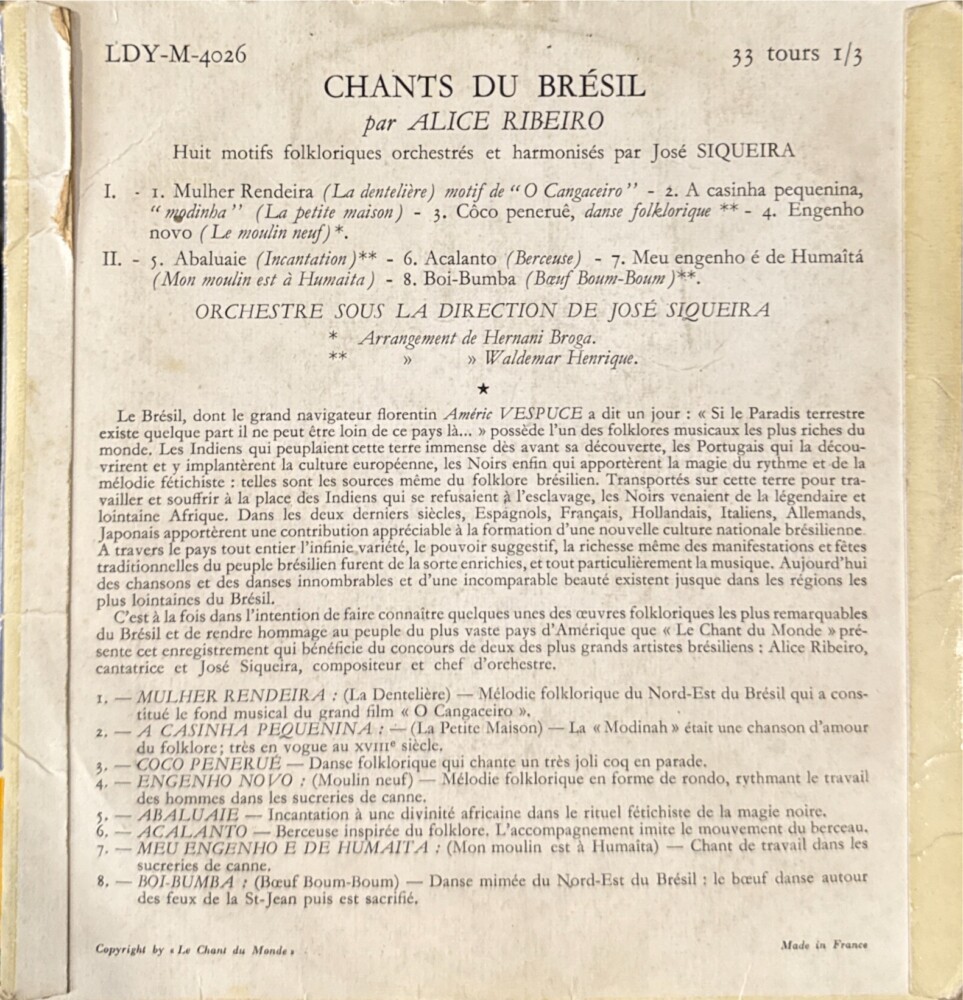 LDY-M-4026
33 tours 1/3
CHANTS DU BRÉSIL
par ALICE RIBEIRO
Huit motifs folkloriques orchestrés et harmonisés par José SIQUEIRA
I. - 1. Mulher Rendeira (La dentelière) motif de "O Cangaceiro" - 2. A casinha pequenina,
"modinha" (La petite maison) - 3. Côco peneruê, danse folklorique ** - 4. Engenho
novo (Le moulin neuf)*.
II. - 5. Abaluaie (Incantation)** - 6. Acalanto (Berceuse) - 7. Meu engenho é de Humaîtá
(Mon moulin est à Humaita) - 8. Boi-Bumba (Bœuf Boum-Boum)**.
ORCHESTRE SOUS LA DIRECTION DE JOSÉ SIQUEIRA
* Arrangement de Hernani Broga.
** » » Waldemar Henrique.
★
Le Brésil, dont le grand navigateur florentin Améric VESPUCE a dit un jour : « Si le Paradis terrestre
existe quelque part il ne peut être loin de ce pays là... » possède l'un des folklores musicaux les plus riches du
monde. Les Indiens qui peuplaient cette terre immense dès avant sa découverte, les Portugais qui la décou-
vrirent et y implantèrent la culture européenne, les Noirs enfin qui apportèrent la magie du rythme et de la
mélodie fétichiste : telles sont les sources même du folklore brésilien. Transportés sur cette terre pour tra-
vailler et souffrir à la place des Indiens qui se refusaient à l'esclavage, les Noirs venaient de la légendaire et
lointaine Afrique. Dans les deux derniers siècles, Espagnols, Français, Hollandais, Italiens, Allemands,
Japonais apportèrent une contribution appréciable à la formation d'une nouvelle culture nationale brésilienne.
A travers le pays tout entier l'infinie variété, le pouvoir suggestif, la richesse même des manifestations et fêtes
traditionnelles du peuple brésilien furent de la sorte enrichies, et tout particulièrement la musique. Aujourd'hui
des chansons et des danses innombrables et d'une incomparable beauté existent jusque dans les régions les
plus lointaines du Brésil.
C'est à la fois dans l'intention de faire connaître quelques unes des œuvres folkloriques les plus remarquables
du Brésil et de rendre hommage au peuple du plus vaste pays d'Amérique que « Le Chant du Monde » pré-
sente cet enregistrement qui bénéficie du concours de deux des plus grands artistes brésiliens : Alice Ribeiro,
cantatrice et José Siqueira, compositeur et chef d'orchestre.
1. — MULHER RENDEIRA : (La Dentelière) — Mélodie folklorique du Nord-Est du Brésil qui a cons-
titué le fond musical du grand film « O Cangaceiro ».
2. — A CASINHA PEQUENINA : — (La Petite Maison) — La « Modinah » était une chanson d'amour
du folklore; très en vogue au XVIIIe siècle.
3. — COCO PENERUÉ — Danse folklorique qui chante un très joli coq en parade.
4. — ENGENHO NOVO : (Moulin neuf) — Mélodie folklorique en forme de rondo, rythmant le travail
des hommes dans les sucreries de canne.
5. — ABALUAIE — Incantation à une divinité africaine dans le rituel fétichiste de la magie noire.
6. — ACALANTO — Berceuse inspirée du folklore. L'accompagnement imite le mouvement du berceau.
7. — MEU ENGENHO E DE HUMAITA : (Mon moulin est à Humaïta) — Chant de travail dans les
sucreries de canne.
8. — BOI-BUMBA : (Bœuf Boum-Boum) — Danse mimée du Nord-Est du Brésil : le bœuf danse autour
des feux de la St-Jean puis est sacrifié.
Copyright by « Le Chant du Monde »
Made in France